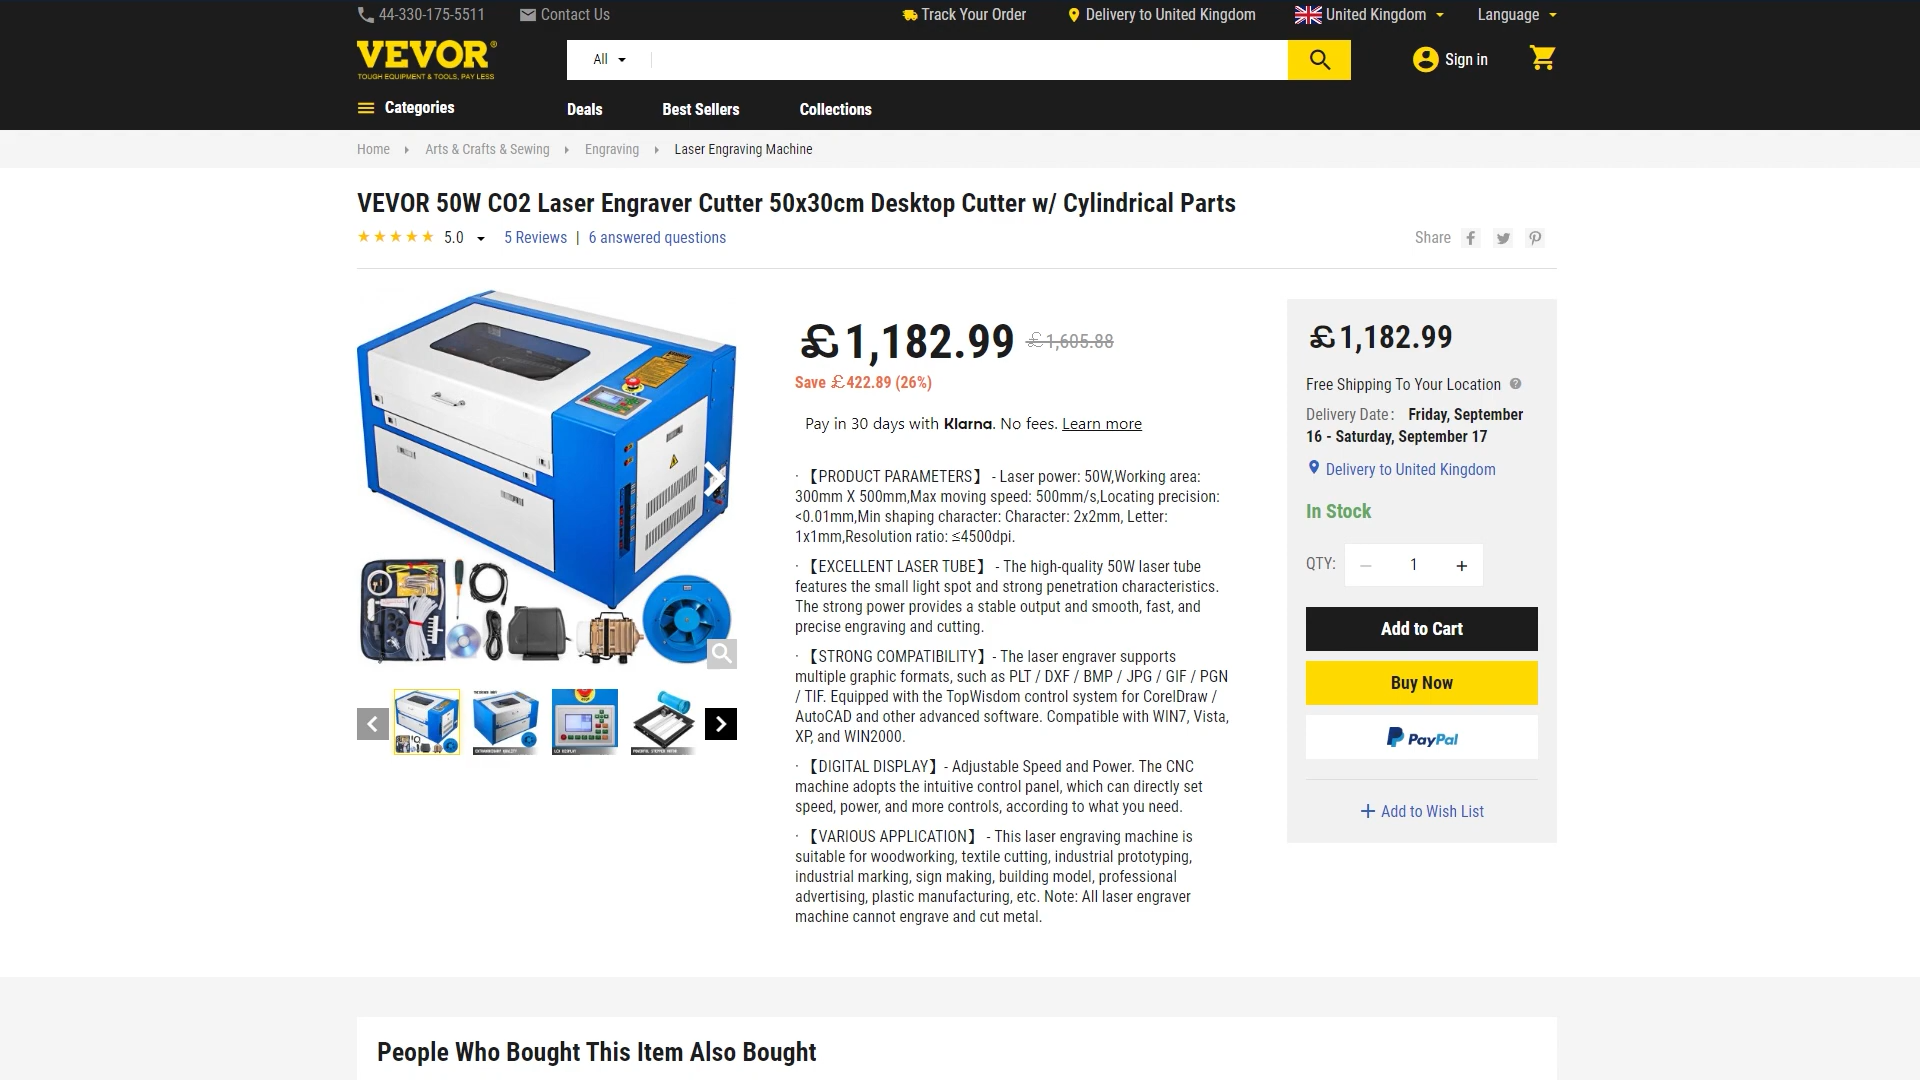 44-330-175-5511
Contact Us
Track Your Order
Delivery to United Kingdom
United Kingdom
Language
VEVOR®
TOUGH EQUIPMENT & TOOLS, PAY LESS
All
Sign in
Categories
Deals
Best Sellers
Collections
Home
Arts & Crafts & Sewing
Engraving
Laser Engraving Machine
VEVOR 50W CO2 Laser Engraver Cutter 50x30cm Desktop Cutter w/ Cylindrical Parts
5.0
5 Reviews | 6 answered questions
Share
£1,182.99 £1,605.88
Save £422.89 (26%)
Pay in 30 days with Klarna. No fees. Learn more
· 【PRODUCT PARAMETERS】 - Laser power: 50W,Working area:
300mm X 500mm,Max moving speed: 500mm/s,Locating precision:
<0.01mm,Min shaping character: Character: 2x2mm, Letter:
1x1mm,Resolution ratio: ≤4500dpi.
· 【EXCELLENT LASER TUBE】 - The high-quality 50W laser tube
features the small light spot and strong penetration characteristics.
The strong power provides a stable output and smooth, fast, and
precise engraving and cutting.
· 【STRONG COMPATIBILITY】- The laser engraver supports
multiple graphic formats, such as PLT / DXF / BMP / JPG / GIF / PGN
/ TIF. Equipped with the TopWisdom control system for CorelDraw /
AutoCAD and other advanced software. Compatible with WIN7, Vista,
XP, and WIN2000.
· 【DIGITAL DISPLAY】- Adjustable Speed and Power. The CNC
machine adopts the intuitive control panel, which can directly set
speed, power, and more controls, according to what you need.
· 【VARIOUS APPLICATION】 - This laser engraving machine is
suitable for woodworking, textile cutting, industrial prototyping,
industrial marking, sign making, building model, professional
advertising, plastic manufacturing, etc. Note: All laser engraver
machine cannot engrave and cut metal.
£1,182.99
Free Shipping To Your Location
Delivery Date: Friday, September
16 - Saturday, September 17
Delivery to United Kingdom
In Stock
QTY: − 1 +
Add to Cart
Buy Now
PayPal
Add to Wish List
LCD DISPLAY
People Who Bought This Item Also Bought